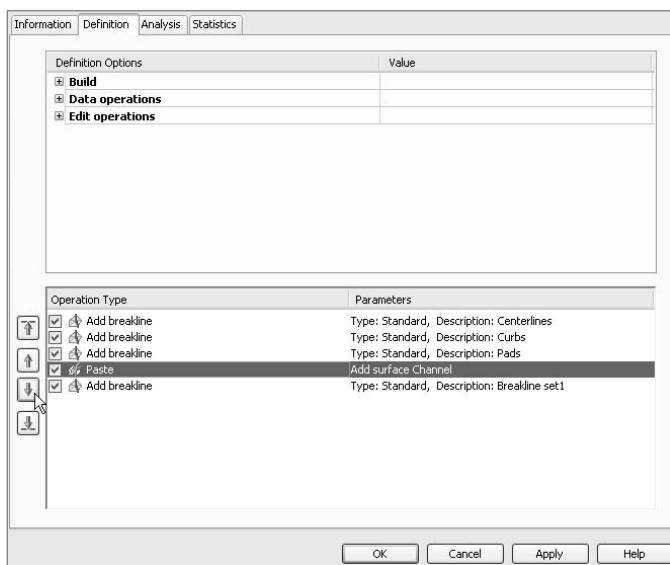 Information Definition Analysis Statistics
Definition Options Value
Build
Data operations
Edit operations
Operation Type Parameters
Add breakline Type: Standard, Description: Centerlines
Add breakline Type: Standard, Description: Curbs
Add breakline Type: Standard, Description: Pads
Paste Add surface Channel
Add breakline Type: Standard, Description: Breakline set1
OK Cancel Apply Help